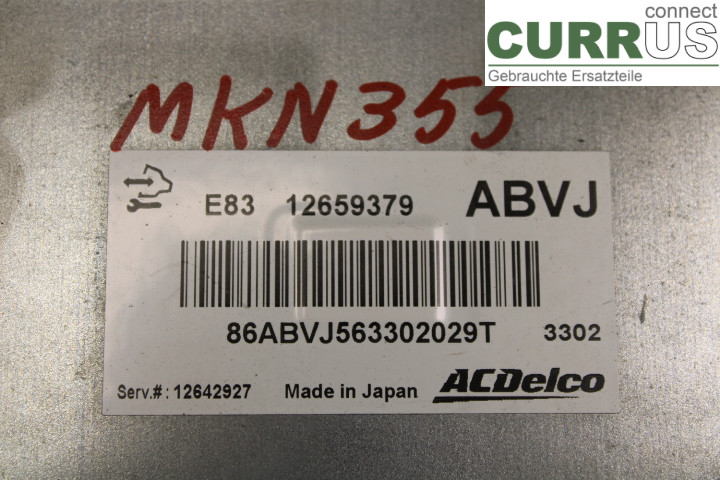 connect
CURRUS
Gebrauchte Ersatzteile
MKN355
E83 12659379 ABVJ
86ABVJ563302029T 3302
Serv.#: 12642927 Made in Japan ACDelco